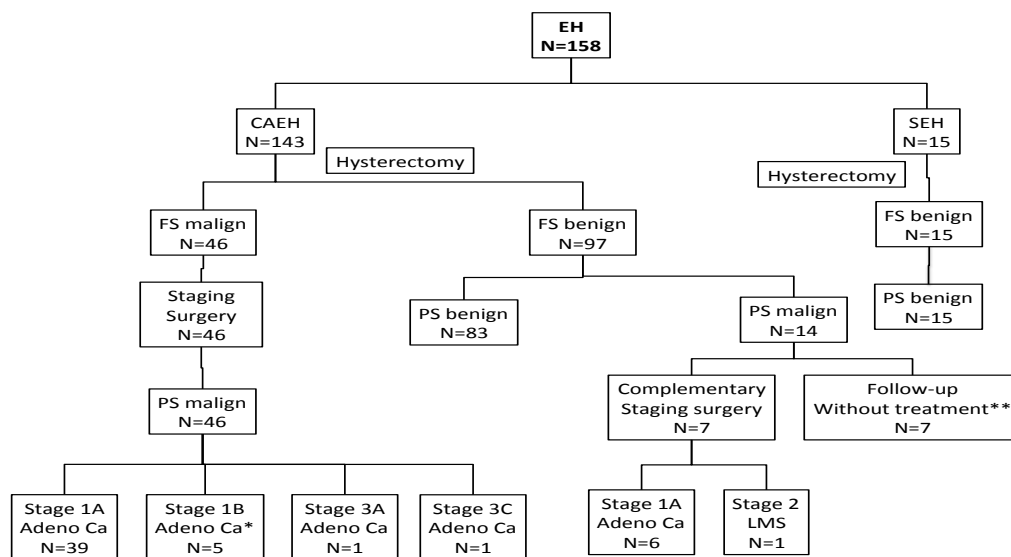 EH
N=158
CAEH
N=143
SEH
N=15
Hysterectomy
Hysterectomy
FS malign
N=46
FS benign
N=97
FS benign
N=15
Staging
Surgery
N=46
PS benign
N=83
PS malign
N=14
PS benign
N=15
PS malign
N=46
Complementary
Staging surgery
N=7
Follow-up
Without treatment**
N=7
Stage 1A
Adeno Ca
N=39
Stage 1B
Adeno Ca*
N=5
Stage 3A
Adeno Ca
N=1
Stage 3C
Adeno Ca
N=1
Stage 1A
Adeno Ca
N=6
Stage 2
LMS
N=1